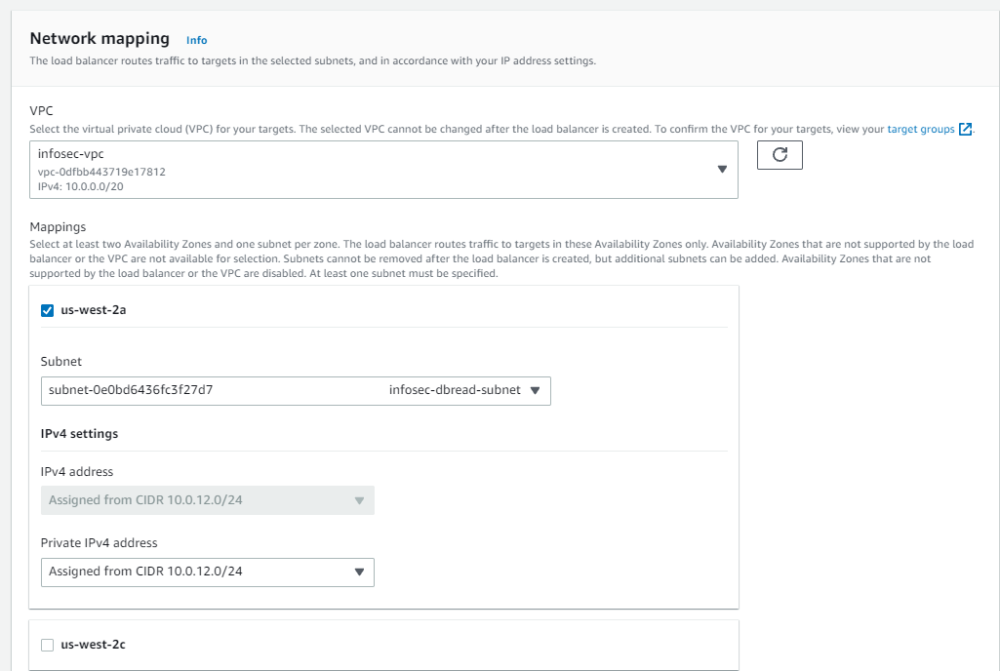 Network mapping Info
The load balancer routes traffic to targets in the selected subnets, and in accordance with your IP address settings.
VPC
Select the virtual private cloud (VPC) for your targets. The selected VPC cannot be changed after the load balancer is created. To confirm the VPC for your targets, view your target groups.
infosec-vpc
vpc-0dfbb443719e17812
IPv4: 10.0.0.0/20
Mappings
Select at least two Availability Zones and one subnet per zone. The load balancer routes traffic to targets in these Availability Zones only. Availability Zones that are not supported by the load
balancer or the VPC are not available for selection. Subnets cannot be removed after the load balancer is created, but additional subnets can be added. Availability Zones that are not
supported by the load balancer or the VPC are disabled. At least one subnet must be specified.
us-west-2a
Subnet
subnet-0e0bd6436fc3f27d7 infosec-dbread-subnet
IPv4 settings
IPv4 address
Assigned from CIDR 10.0.12.0/24
Private IPv4 address
Assigned from CIDR 10.0.12.0/24
us-west-2c